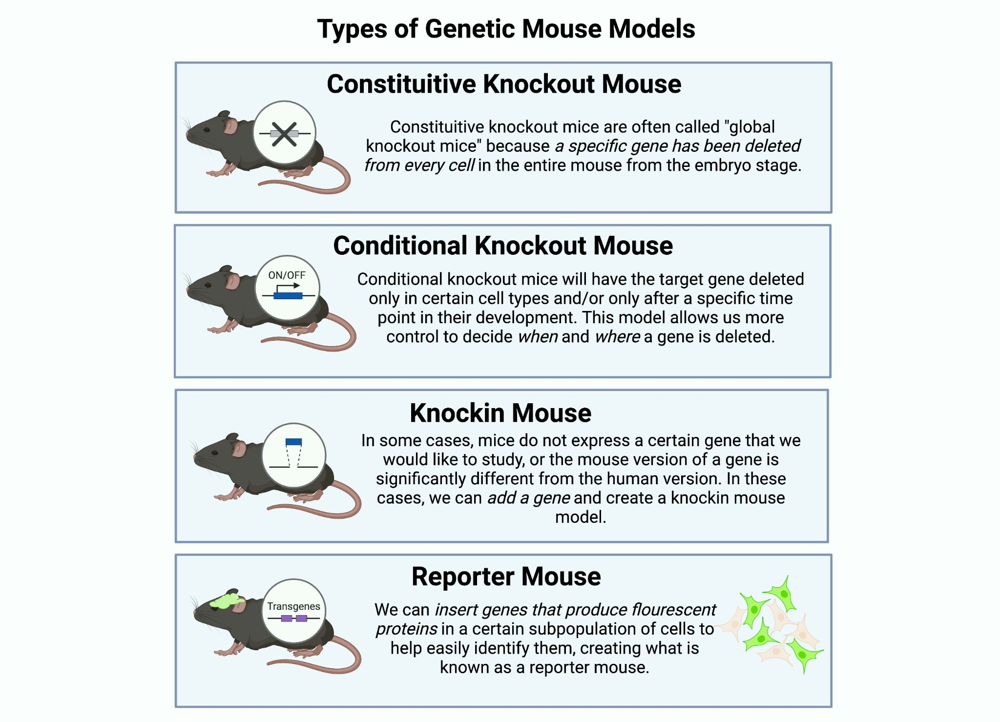 Types of Genetic Mouse Models
Constituitive Knockout Mouse
Constituitive knockout mice are often called "global
knockout mice" because a specific gene has been deleted
from every cell in the entire mouse from the embryo stage.
Conditional Knockout Mouse
ON/OFF
Conditional knockout mice will have the target gene deleted
only in certain cell types and/or only after a specific time
point in their development. This model allows us more
control to decide when and where a gene is deleted.
Knockin Mouse
In some cases, mice do not express a certain gene that we
would like to study, or the mouse version of a gene is
significantly different from the human version. In these
cases, we can add a gene and create a knockin mouse
model.
Reporter Mouse
Transgenes
We can insert genes that produce flourescent
proteins in a certain subpopulation of cells to
help easily identify them, creating what is
known as a reporter mouse.